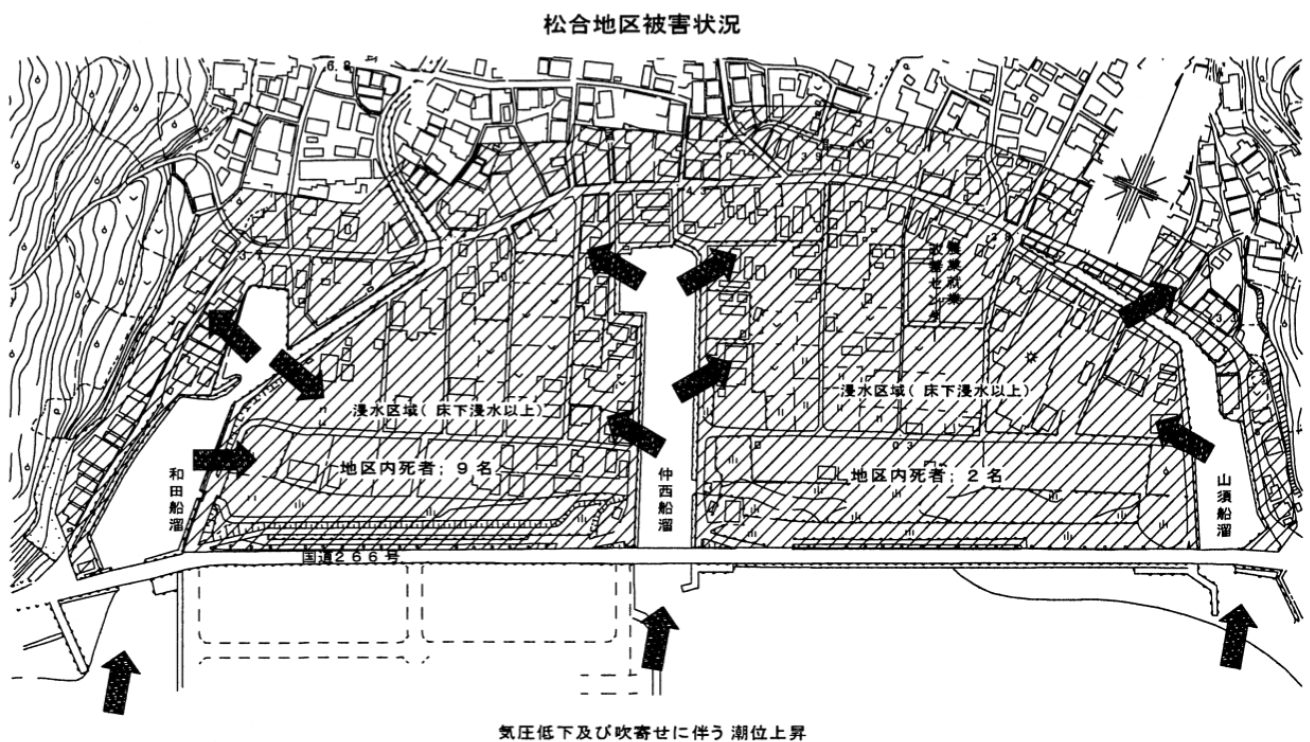 松合地区被害状況
浸水区域(床下浸水以上)
浸水区域(床下浸水以上)
地区内死者;9名
地区内死者;2名
和田船溜
仲西船溜
山須船溜
国道266号
気圧低下及び吹寄せに伴う潮位上昇